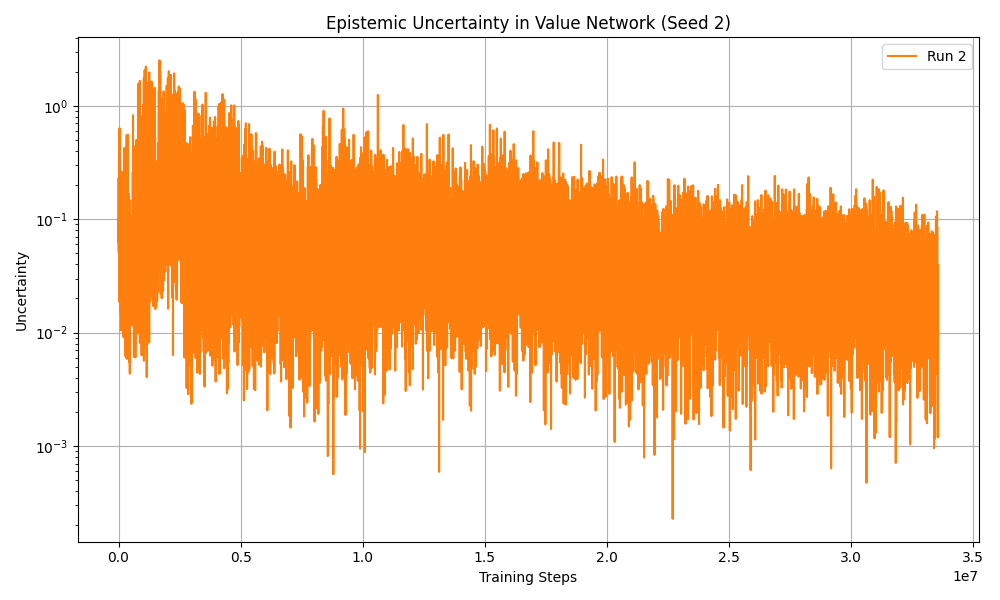 Epistemic Uncertainty in Value Network (Seed 2)
Run 2
Uncertainty
10^0
10^-1
10^-2
10^-3
0.0 0.5 1.0 1.5 2.0 2.5 3.0 3.5
1e7
Training Steps